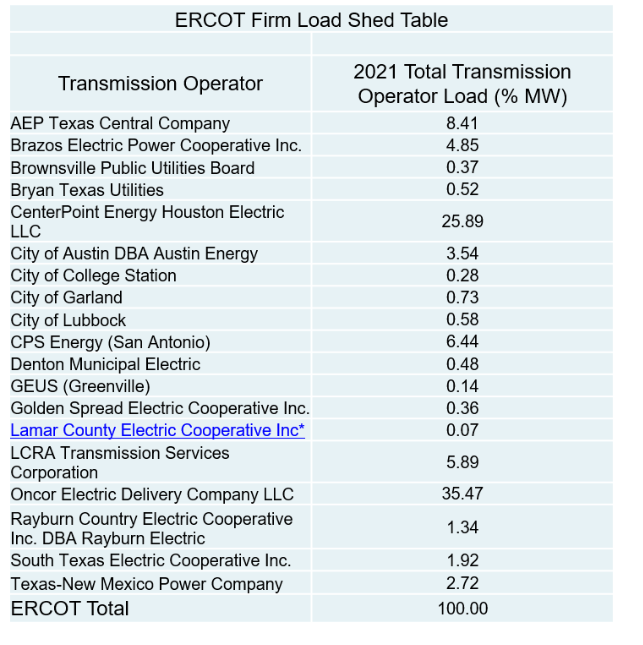 ERCOT Firm Load Shed Table
Transmission Operator
2021 Total Transmission
Operator Load (% MW)
AEP Texas Central Company 8.41
Brazos Electric Power Cooperative Inc. 4.85
Brownsville Public Utilities Board 0.37
Bryan Texas Utilities 0.52
CenterPoint Energy Houston Electric
LLC 25.89
City of Austin DBA Austin Energy 3.54
City of College Station 0.28
City of Garland 0.73
City of Lubbock 0.58
CPS Energy (San Antonio) 6.44
Denton Municipal Electric 0.48
GEUS (Greenville) 0.14
Golden Spread Electric Cooperative Inc. 0.36
Lamar County Electric Cooperative Inc* 0.07
LCRA Transmission Services
Corporation 5.89
Oncor Electric Delivery Company LLC 35.47
Rayburn Country Electric Cooperative
Inc. DBA Rayburn Electric 1.34
South Texas Electric Cooperative Inc. 1.92
Texas-New Mexico Power Company 2.72
ERCOT Total 100.00